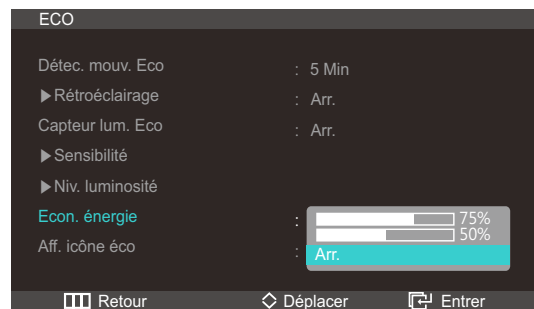 ECO
Détec. mouv. Eco : 5 Min
▶Rétroéclairage : Arr.
Capteur lum. Eco : Arr.
▶Sensibilité
▶Niv. luminosité
Econ. énergie : 75%
50%
Aff. icône éco : Arr.
Retour Déplacer Entrer